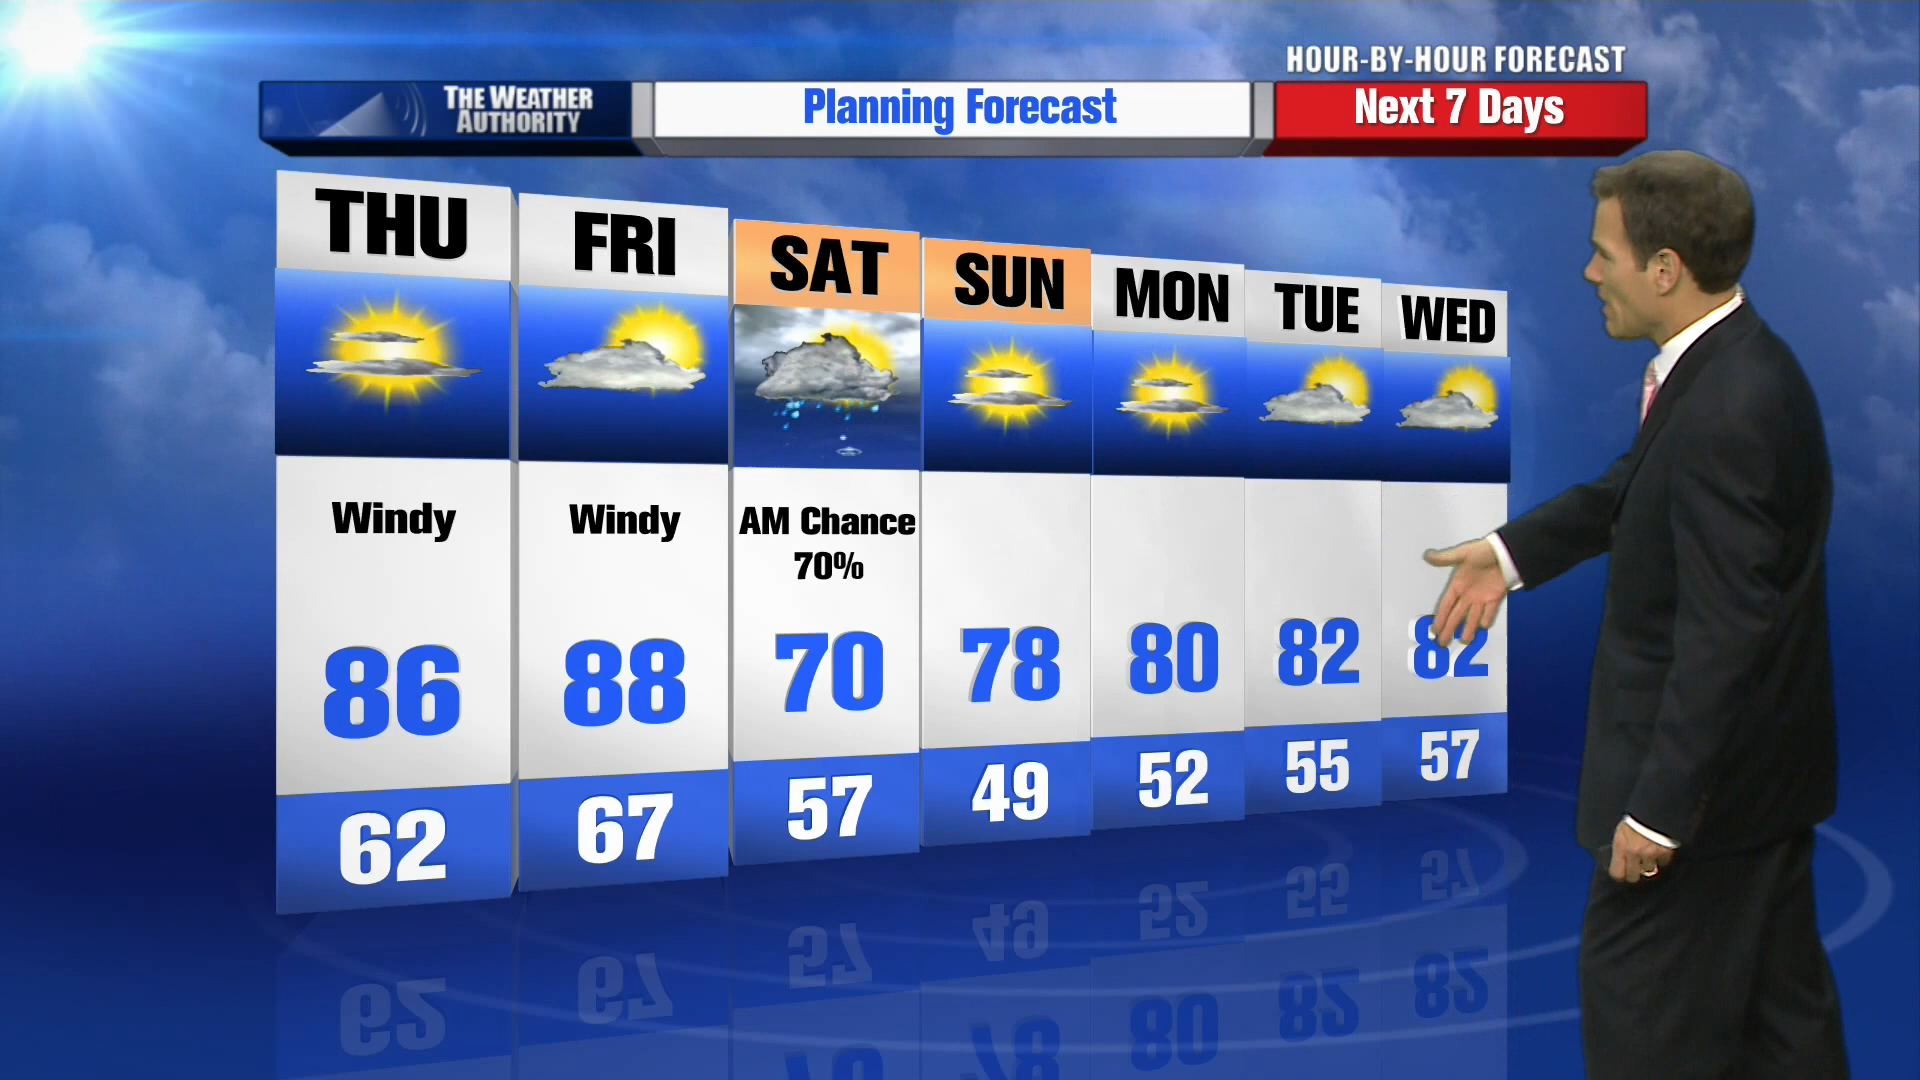 HOUR-BY-HOUR FORECAST
THE WEATHER
AUTHORITY
Planning Forecast
Next 7 Days
THU
FRI
SAT
SUN
MON
TUE
WED
Windy
Windy
AM Chance
70%
86
88
70
78
80
82
82
62
67
57
49
52
55
57